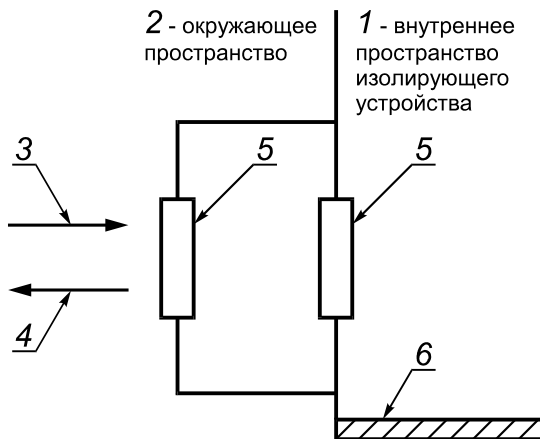 2 - окружающее
пространство
1 - внутреннее
пространство
изолирующего
устройства
3
5
5
4
6